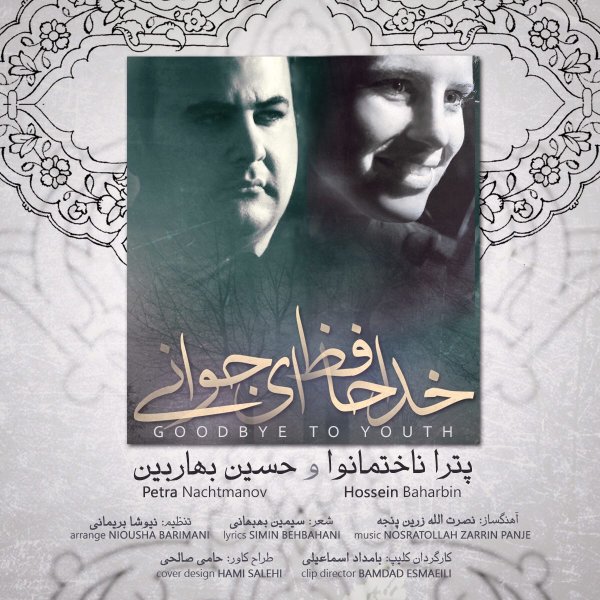 خداحافظ ای جوانی
GOODBYE TO YOUTH
پترا ناختمانوا و حسین بهاربین
Petra Nachtmanov Hossein Baharbin
تنظیم: نیوشا بریمانی شعر: سیمین بهبهانی آهنگساز: نصرت الله زرین پنجه
arrange NIOUSHA BARIMANI lyrics SIMIN BEHBAHANI music NOSRATOLLAH ZARRIN PANJE
طراح کاور: حامی صالحی کارگردان کلیپ: بامداد اسماعیلی
cover design HAMI SALEHI clip director BAMDAD ESMAEILI